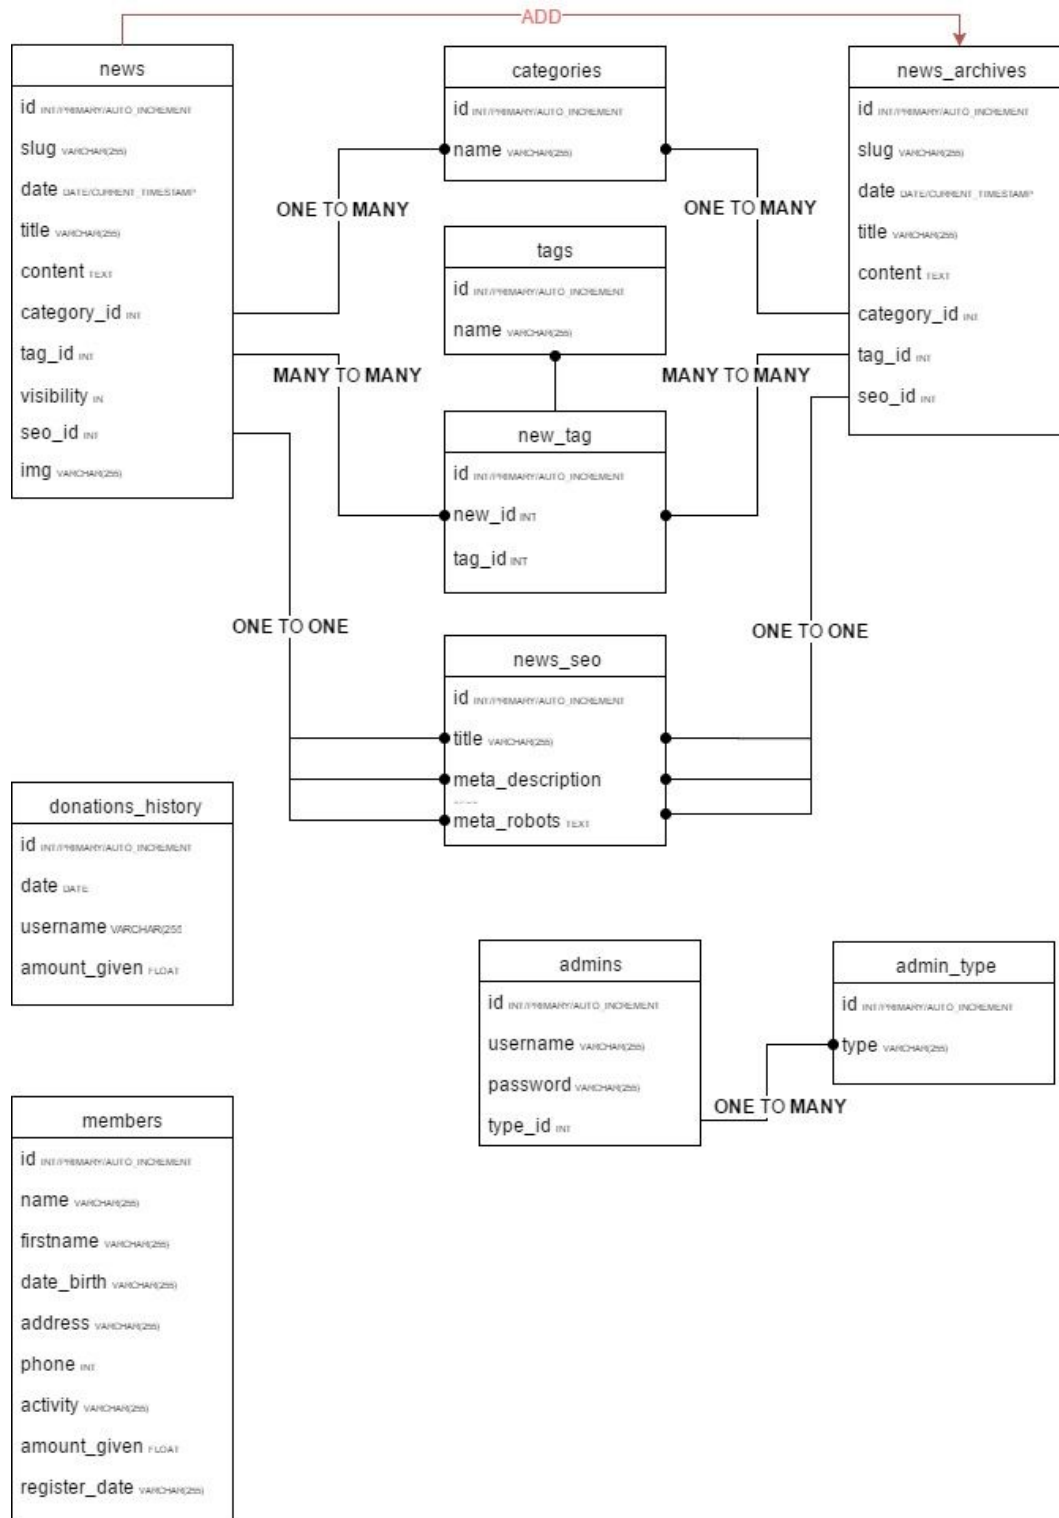 ADD
news
id INT/PRIMARY/AUTO_INCREMENT
slug VARCHAR(255)
date DATE/CURRENT_TIMESTAMP
title VARCHAR(255)
content TEXT
category_id INT
tag_id INT
visibility IN
seo_id INT
img VARCHAR(255)
categories
id INT/PRIMARY/AUTO_INCREMENT
name VARCHAR(255)
news_archives
id INT/PRIMARY/AUTO_INCREMENT
slug VARCHAR(255)
date DATE/CURRENT_TIMESTAMP
title VARCHAR(255)
content TEXT
category_id INT
tag_id INT
seo_id INT
ONE TO MANY
ONE TO MANY
tags
id INT/PRIMARY/AUTO_INCREMENT
name VARCHAR(255)
MANY TO MANY
MANY TO MANY
new_tag
id INT/PRIMARY/AUTO_INCREMENT
new_id INT
tag_id INT
ONE TO ONE
ONE TO ONE
news_seo
id INT/PRIMARY/AUTO_INCREMENT
title VARCHAR(255)
meta_description
meta_robots TEXT
donations_history
id INT/PRIMARY/AUTO_INCREMENT
date DATE
username VARCHAR(255
amount_given FLOAT
admins
id INT/PRIMARY/AUTO_INCREMENT
username VARCHAR(255)
password VARCHAR(255)
type_id INT
admin_type
id INT/PRIMARY/AUTO_INCREMENT
type VARCHAR(255)
ONE TO MANY
members
id INT/PRIMARY/AUTO_INCREMENT
name VARCHAR(255)
firstname VARCHAR(255)
date_birth VARCHAR(255)
address VARCHAR(255)
phone INT
activity VARCHAR(255)
amount_given FLOAT
register_date VARCHAR(255)